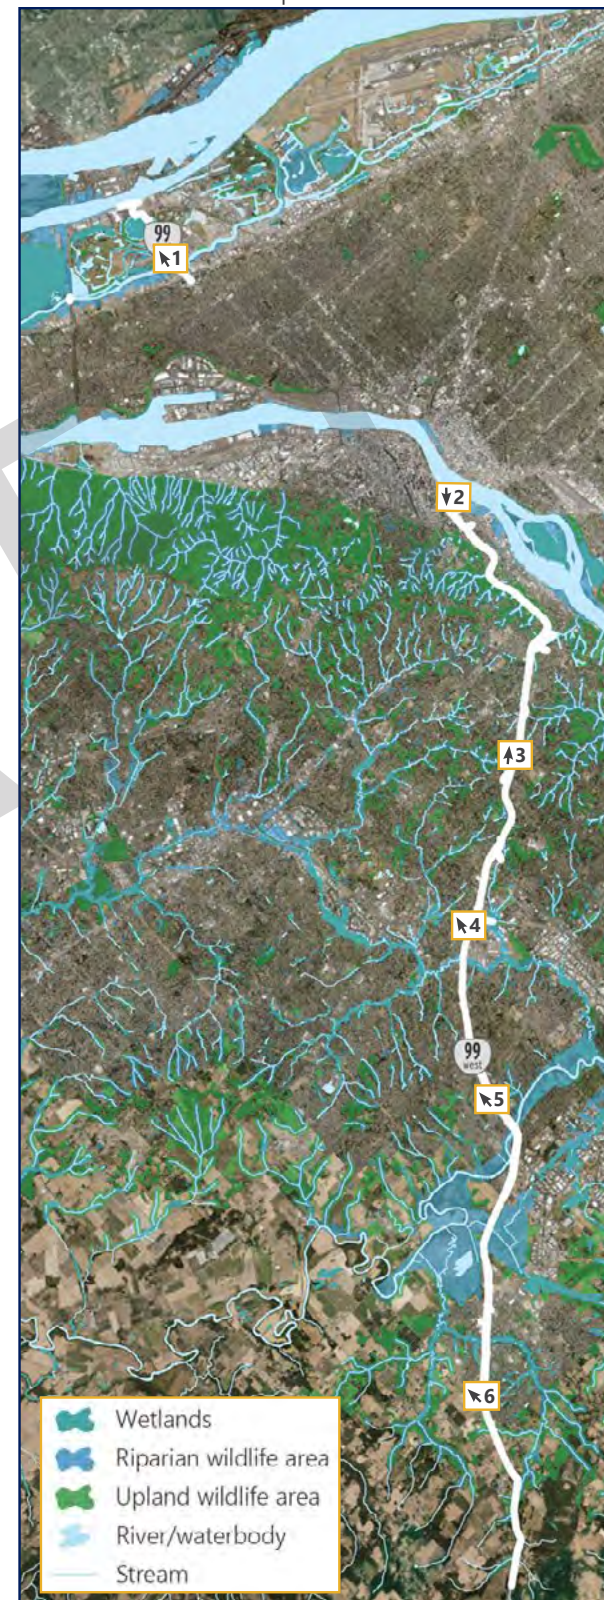 99
1
2
3
4
99
west
5
6
Wetlands
Riparian wildlife area
Upland wildlife area
River/waterbody
Stream